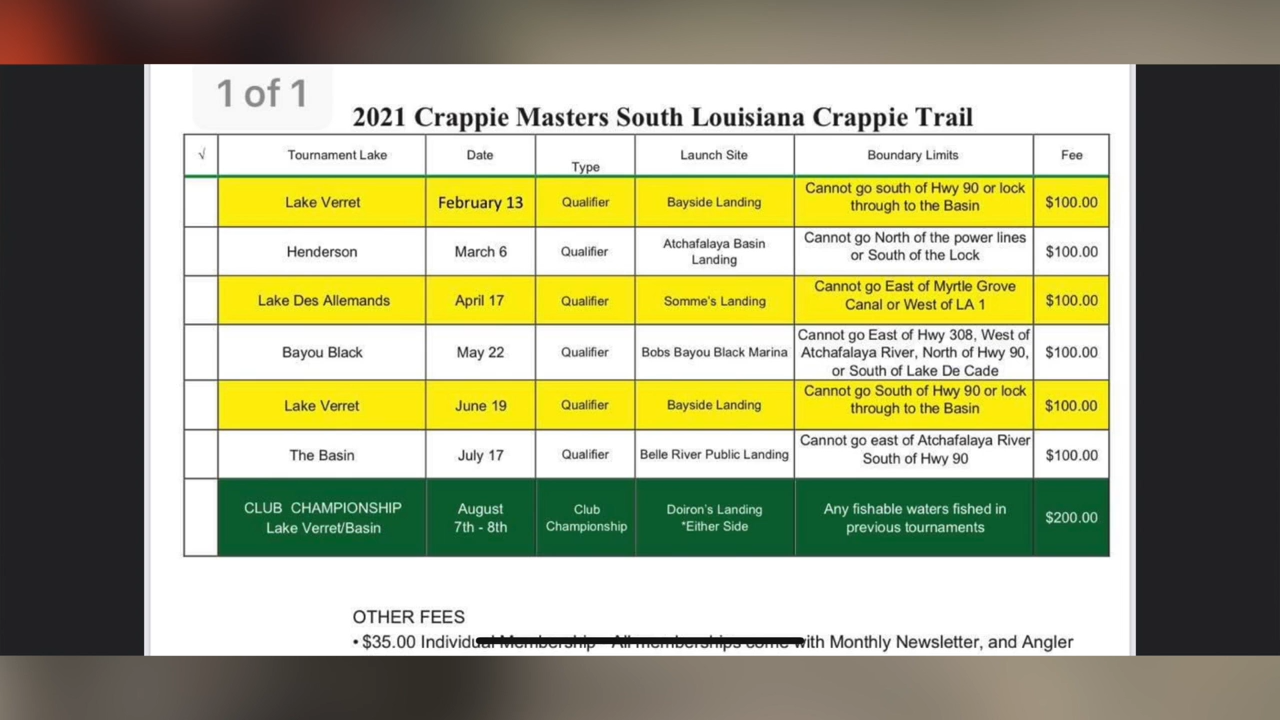 1 of 1
2021 Crappie Masters South Louisiana Crappie Trail
√ Tournament Lake Date Type Launch Site Boundary Limits Fee
Lake Verret February 13 Qualifier Bayside Landing Cannot go south of Hwy 90 or lock
through to the Basin $100.00
Henderson March 6 Qualifier Atchafalaya Basin
Landing Cannot go North of the power lines
or South of the Lock $100.00
Lake Des Allemands April 17 Qualifier Somme's Landing Cannot go East of Myrtle Grove
Canal or West of LA 1 $100.00
Bayou Black May 22 Qualifier Bobs Bayou Black Marina Cannot go East of Hwy 308, West of
Atchafalaya River, North of Hwy 90,
or South of Lake De Cade $100.00
Lake Verret June 19 Qualifier Bayside Landing Cannot go South of Hwy 90 or lock
through to the Basin $100.00
The Basin July 17 Qualifier Belle River Public Landing Cannot go east of Atchafalaya River
South of Hwy 90 $100.00
CLUB CHAMPIONSHIP
Lake Verret/Basin August
7th - 8th Club
Championship Doiron's Landing
*Either Side Any fishable waters fished in
previous tournaments $200.00
OTHER FEES
• $35.00 Individual Membership - All memberships come with Monthly Newsletter, and Angler